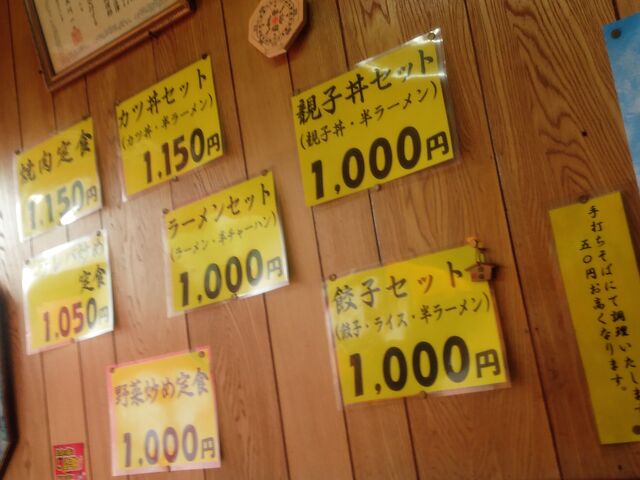 焼肉定食
1,150円
カツ丼セット
(カツ丼・半ラーメン)
1,150円
親子丼セット
(親子丼・半ラーメン)
1,000円
定食
1,050円
ラーメンセット
(ラーメン・半チャーハン)
1,000円
餃子セット
(餃子・ライス・半ラーメン)
1,000円
野菜炒め定食
1,000円
手打ちそばにて調理いたしま
五〇円お高くなります。